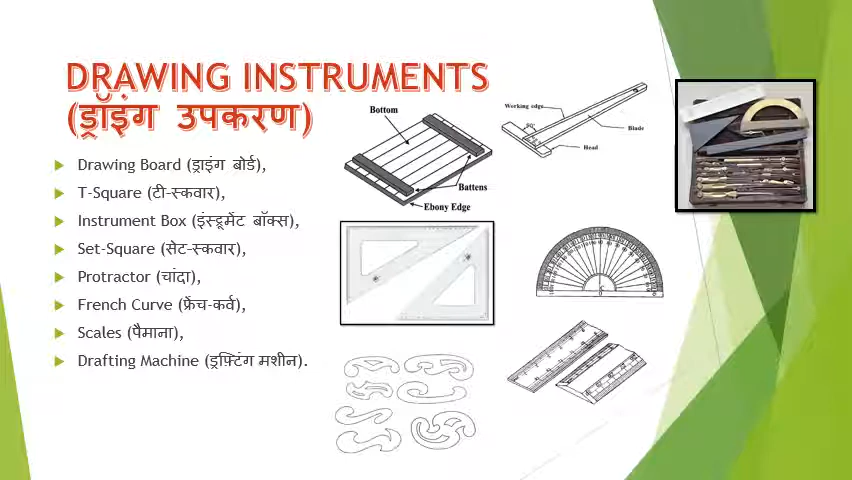 DRAWING INSTRUMENTS
(ड्रॉइंग उपकरण)
Drawing Board (ड्राइंग बोर्ड),
T-Square (टी-स्कवार),
Instrument Box (इंस्ट्रूमेंट बॉक्स),
Set-Square (सेट-स्कवार),
Protractor (चांदा),
French Curve (फ्रेंच-कर्व),
Scales (पैमाना),
Drafting Machine (ड्रफ़्टिंग मशीन).
Bottom
Battens
Ebony Edge
Working edge
90°
Blade
Head